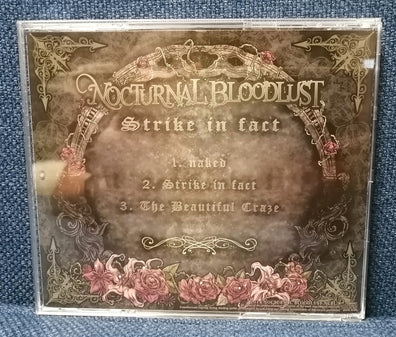 NOCTURNAL BLOODLUST
Strike in fact
1. naked
2. Strike in fact
3. The Beautiful Craze